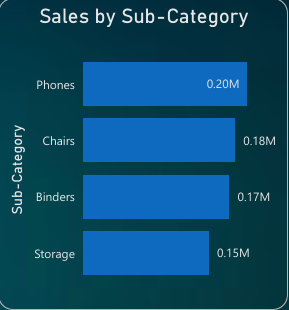 Sales by Sub-Category
Sub-Category
Phones 0.20M
Chairs 0.18M
Binders 0.17M
Storage 0.15M